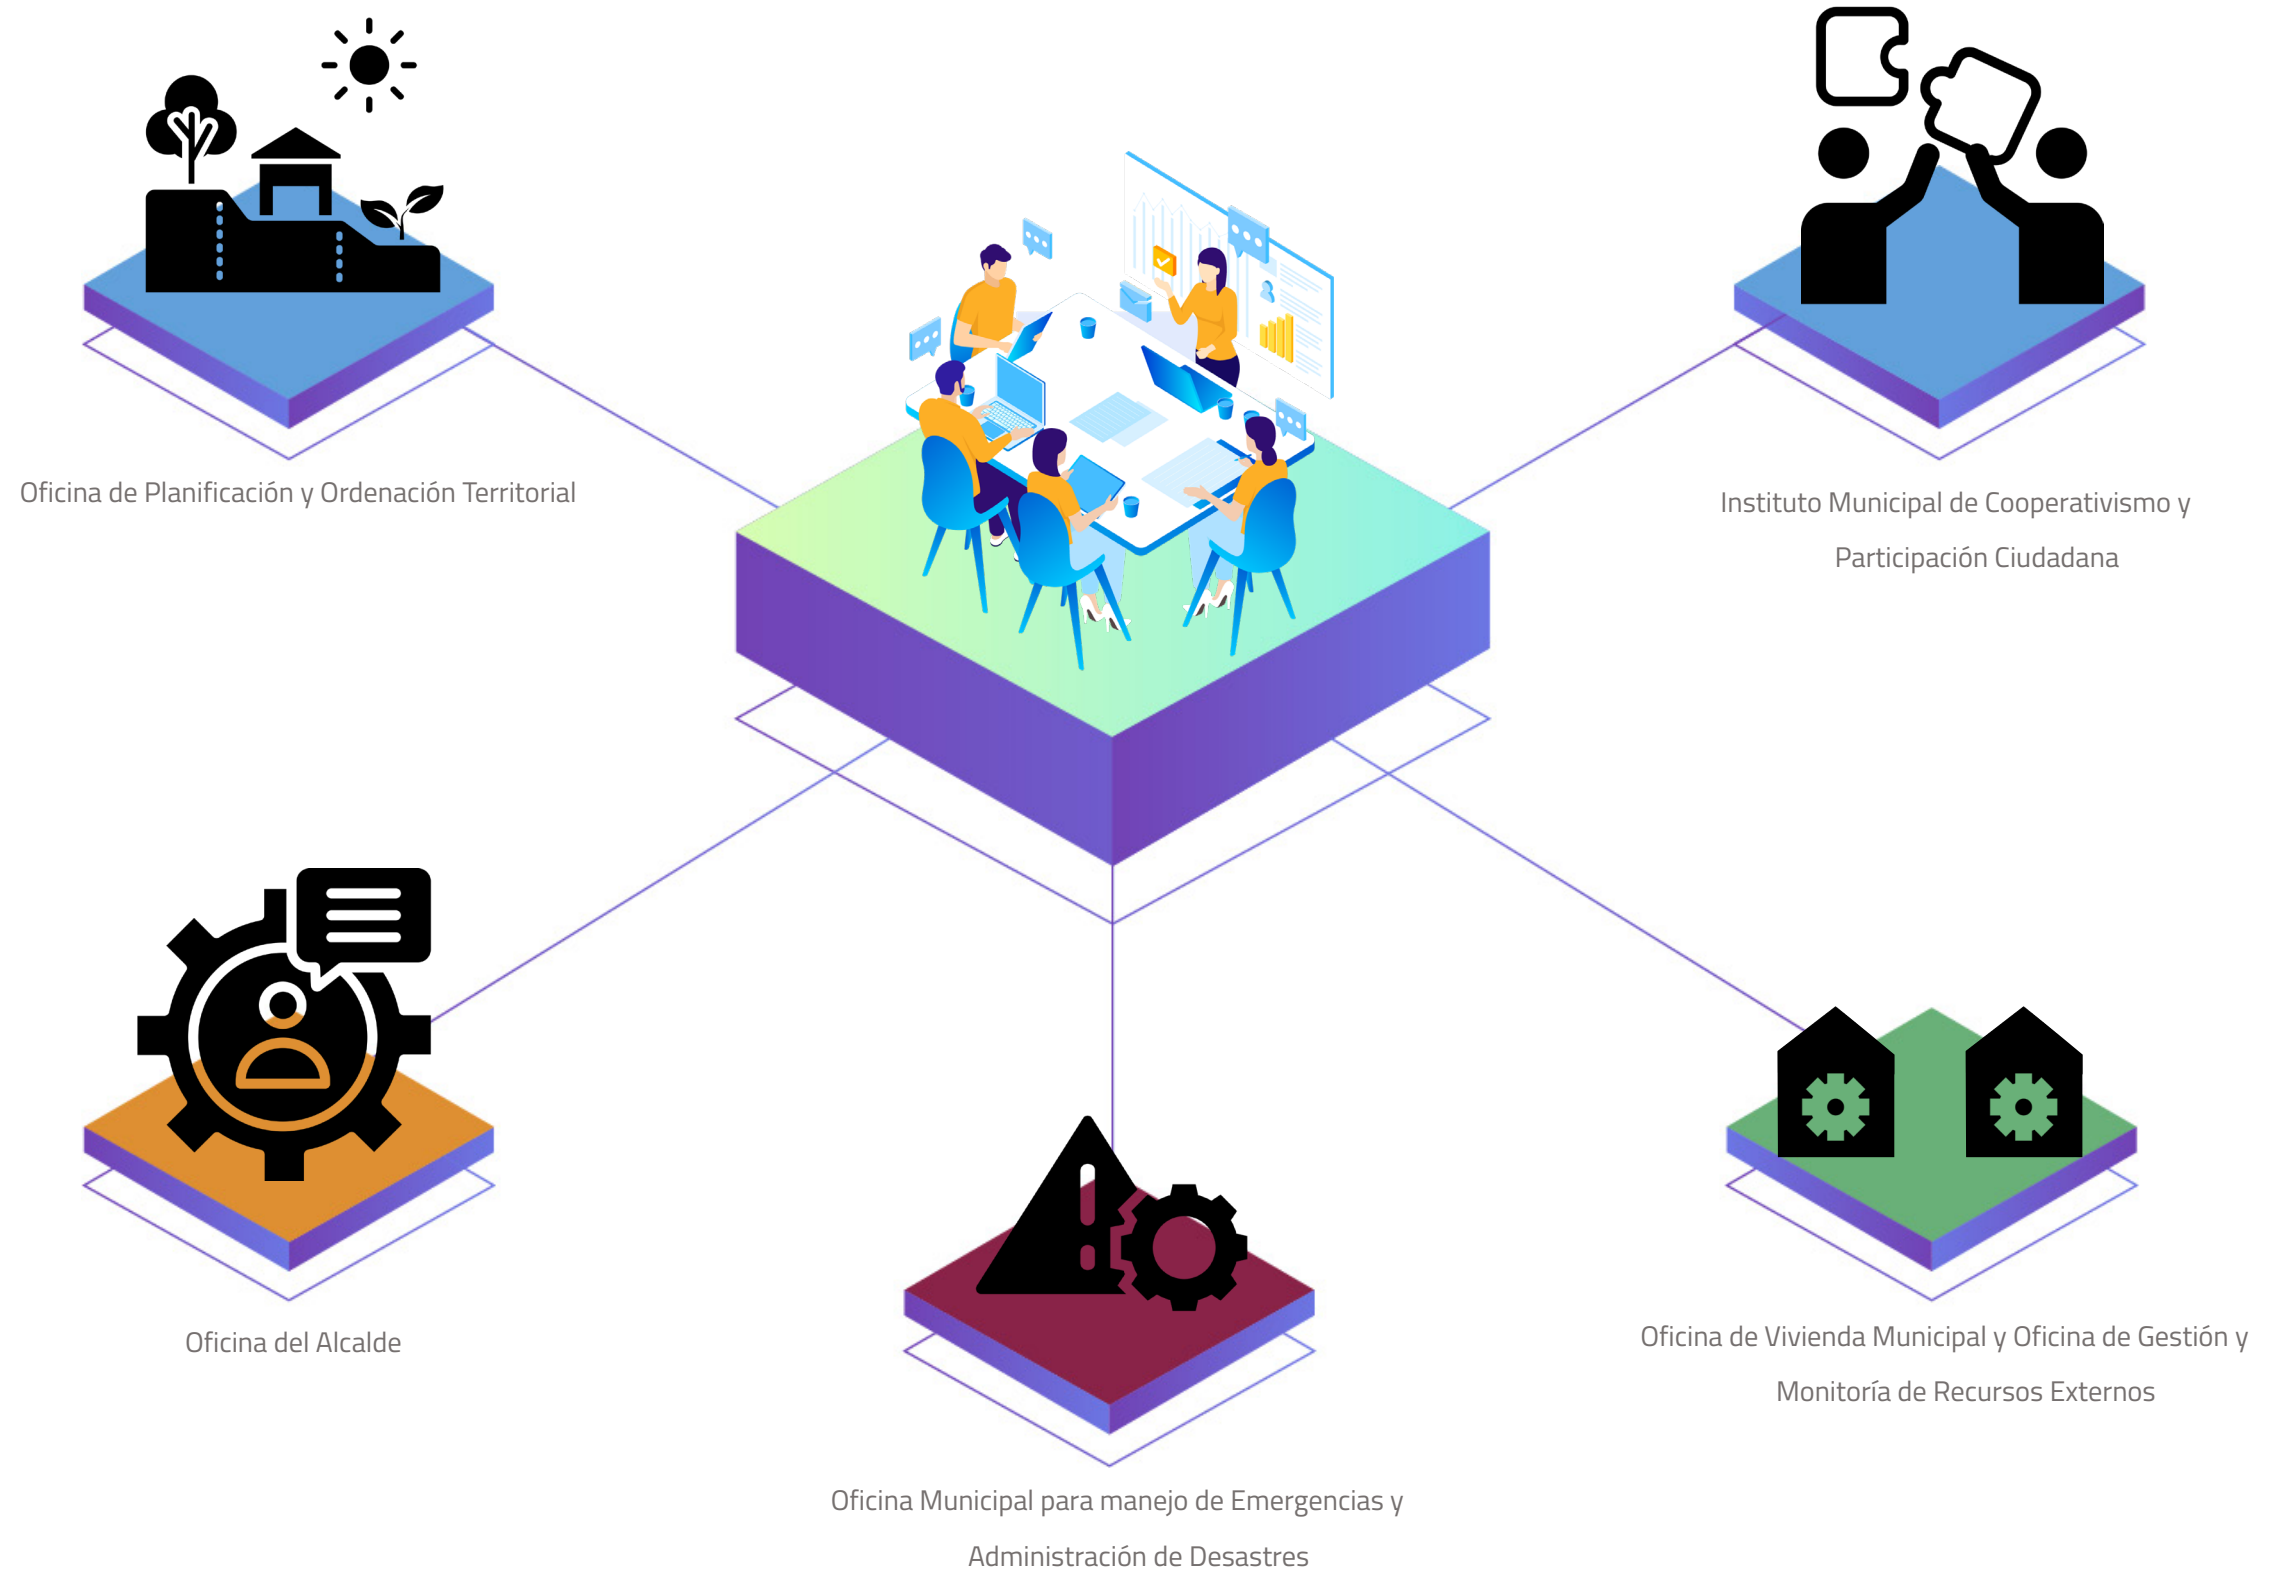 Oficina de Planificación y Ordenación Territorial
Instituto Municipal de Cooperativismo y
Participación Ciudadana
Oficina del Alcalde
Oficina de Vivienda Municipal y Oficina de Gestión y
Monitoría de Recursos Externos
Oficina Municipal para manejo de Emergencias y
Administración de Desastres